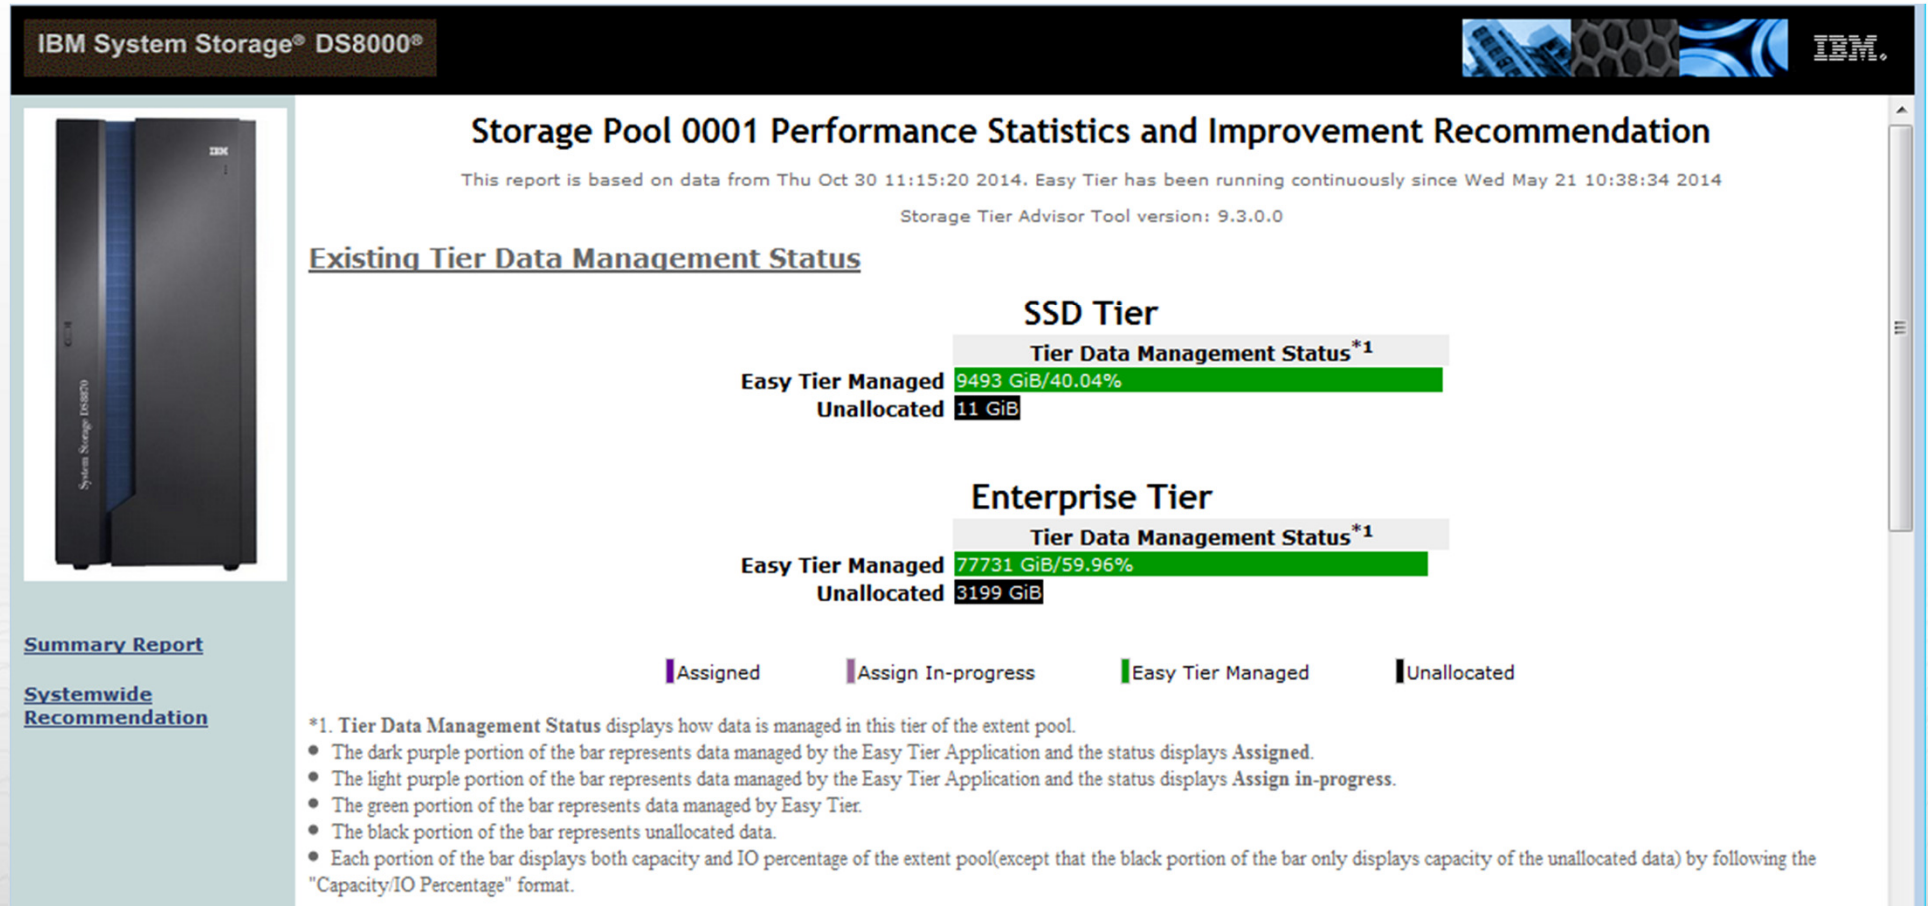 IBM System Storage® DS8000®
IBM.
IBM
System Storage DS8870
Summary Report
Systemwide
Recommendation
Storage Pool 0001 Performance Statistics and Improvement Recommendation
This report is based on data from Thu Oct 30 11:15:20 2014. Easy Tier has been running continuously since Wed May 21 10:38:34 2014
Storage Tier Advisor Tool version: 9.3.0.0
Existing Tier Data Management Status
SSD Tier
Tier Data Management Status*1
Easy Tier Managed 9493 GiB/40.04%
Unallocated 11 GiB
Enterprise Tier
Tier Data Management Status*1
Easy Tier Managed 77731 GiB/59.96%
Unallocated 3199 GiB
Assigned Assign In-progress Easy Tier Managed Unallocated
*1. Tier Data Management Status displays how data is managed in this tier of the extent pool.
• The dark purple portion of the bar represents data managed by the Easy Tier Application and the status displays Assigned.
• The light purple portion of the bar represents data managed by the Easy Tier Application and the status displays Assign in-progress.
• The green portion of the bar represents data managed by Easy Tier.
• The black portion of the bar represents unallocated data.
• Each portion of the bar displays both capacity and IO percentage of the extent pool(except that the black portion of the bar only displays capacity of the unallocated data) by following the
"Capacity/IO Percentage" format.